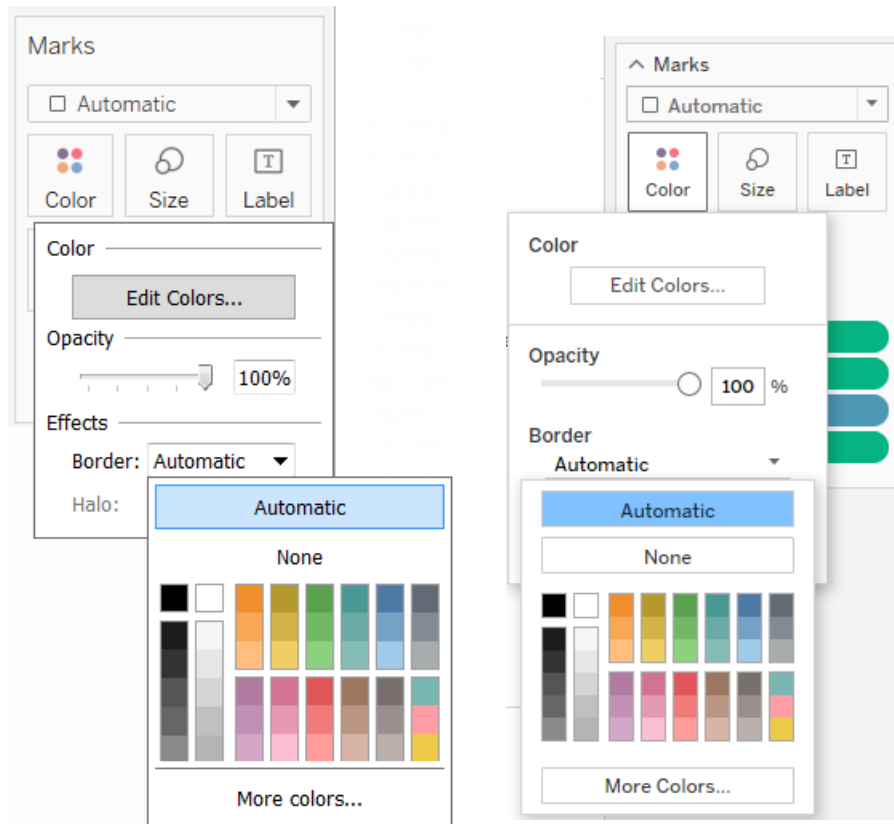 Marks
Automatic
Color Size Label
Color
Edit Colors...
Opacity
100%
Effects
Border: Automatic
Halo:
Automatic
None
More colors...
Marks
Automatic
Color Size Label
Color
Edit Colors...
Opacity
100 %
Border
Automatic
Automatic
None
More Colors...